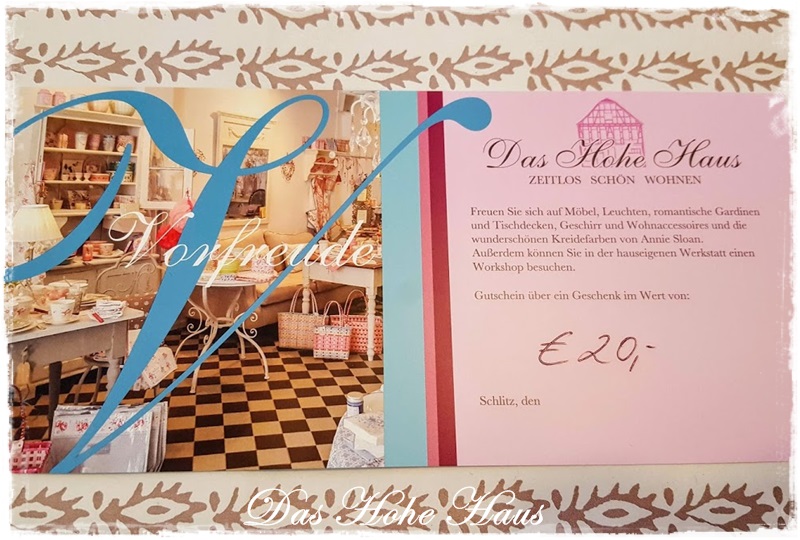 Vorfreude
Das Hohe Haus
ZEITLOS SCHÖN WOHNEN
Freuen Sie sich auf Möbel, Leuchten, romantische Gardinen
und Tischdecken, Geschirr und Wohnaccessoires und die
wunderschönen Kreidefarben von Annie Sloan.
Außerdem können Sie in der hauseigenen Werkstatt einen
Workshop besuchen.
Gutschein über ein Geschenk im Wert von:
€ 20,-
Schlitz, den
Das Hohe Haus